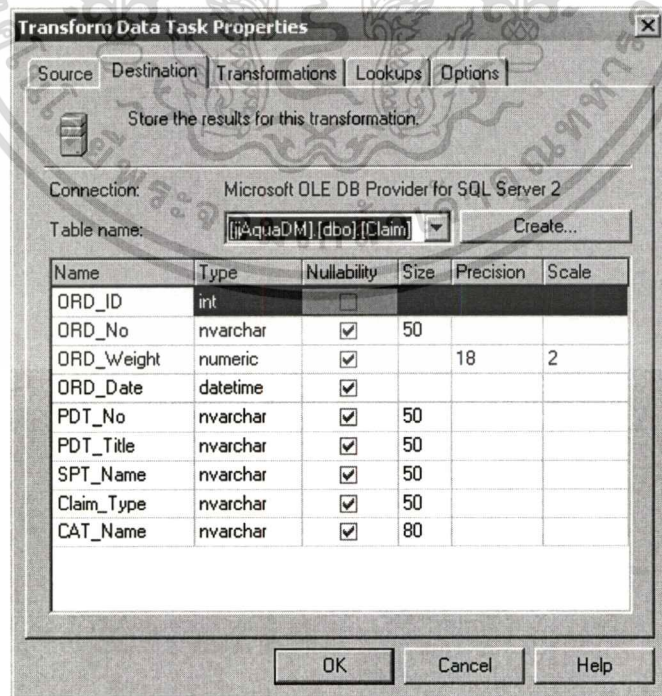 Transform Data Task Properties
Source Destination Transformations Lookups Options
Store the results for this transformation.
Connection: Microsoft OLE DB Provider for SQL Server 2
Table name: [jjAquaDM].[dbo].[Claim] Create...
Name Type Nullability Size Precision Scale
ORD_ID int
ORD_No nvarchar 50
ORD_Weight numeric 18 2
ORD_Date datetime
PDT_No nvarchar 50
PDT_Title nvarchar 50
SPT_Name nvarchar 50
Claim_Type nvarchar 50
CAT_Name nvarchar 80
OK Cancel Help